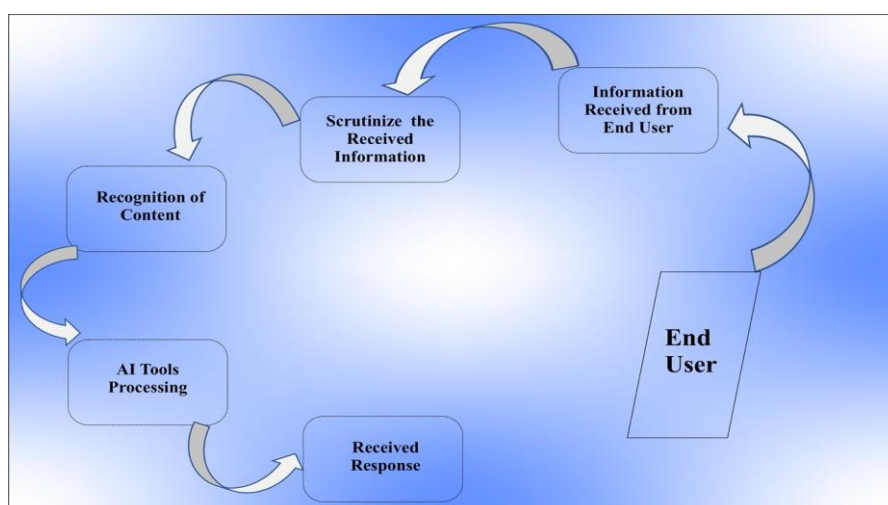 End
User
Information
Received from
End User
Scrutinize the
Received
Information
Recognition of
Content
AI Tools
Processing
Received
Response